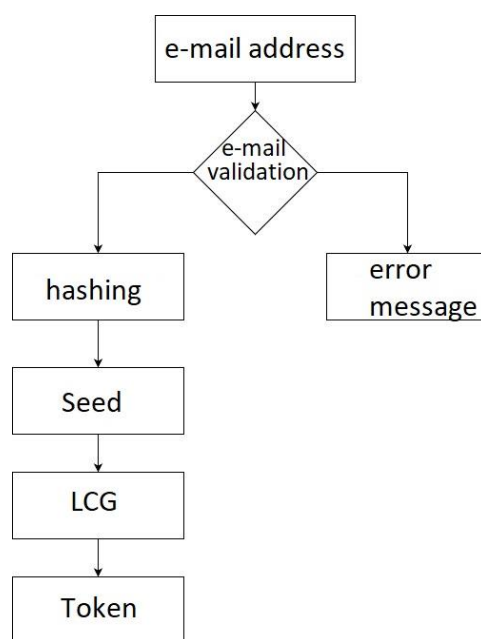 e-mail address
e-mail
validation
hashing
error
message
Seed
LCG
Token